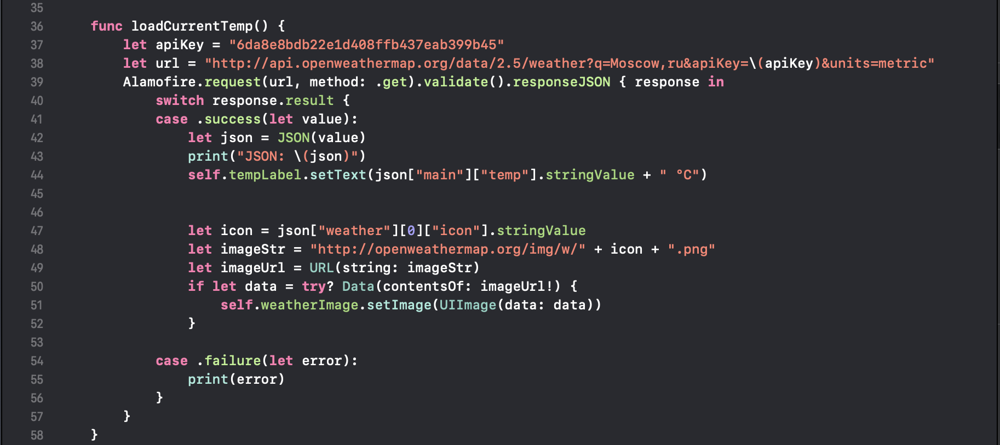 35
36 func loadCurrentTemp() {
37 let apiKey = "6da8e8bdb22e1d408ffb437eab399b45"
38 let url = "http://api.openweathermap.org/data/2.5/weather?q=Moscow,ru&apiKey=\(apiKey)&units=metric"
39 Alamofire.request(url, method: .get).validate().responseJSON { response in
40 switch response.result {
41 case .success(let value):
42 let json = JSON(value)
43 print("JSON: \(json)")
44 self.tempLabel.setText(json["main"]["temp"].stringValue + " °C")
45
46
47 let icon = json["weather"][0]["icon"].stringValue
48 let imageStr = "http://openweathermap.org/img/w/" + icon + ".png"
49 let imageUrl = URL(string: imageStr)
50 if let data = try? Data(contentsOf: imageUrl!) {
51 self.weatherImage.setImage(UIImage(data: data))
52 }
53
54 case .failure(let error):
55 print(error)
56 }
57 }
58 }